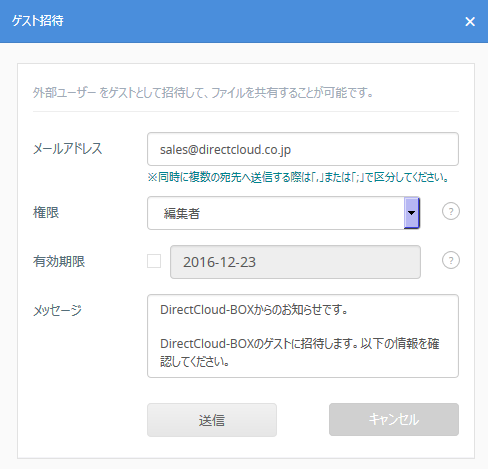 ゲスト招待
×
外部ユーザーをゲストとして招待して、ファイルを共有することが可能です。
メールアドレス
sales@directcloud.co.jp
※同時に複数の宛先へ送信する際は「,」または「;」で区分してください。
権限
編集者
?
有効期限
2016-12-23
?
メッセージ
DirectCloud-BOXからのお知らせです。
DirectCloud-BOXのゲストに招待します。以下の情報を確
認してください。
送信
キャンセル